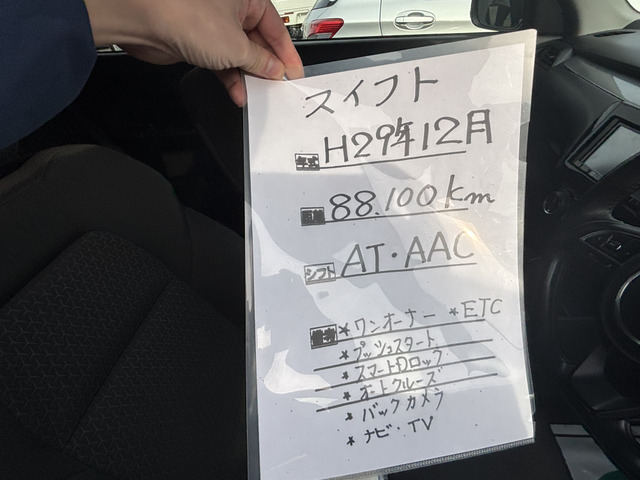 スイフト
年式 H29年12月
距離 88.100km
シフト AT・AAC
装備 *ワンオーナー *ETC
*プッシュスタート
*スマートDロック
*オートクルーズ
*バックカメラ
*ナビ・TV